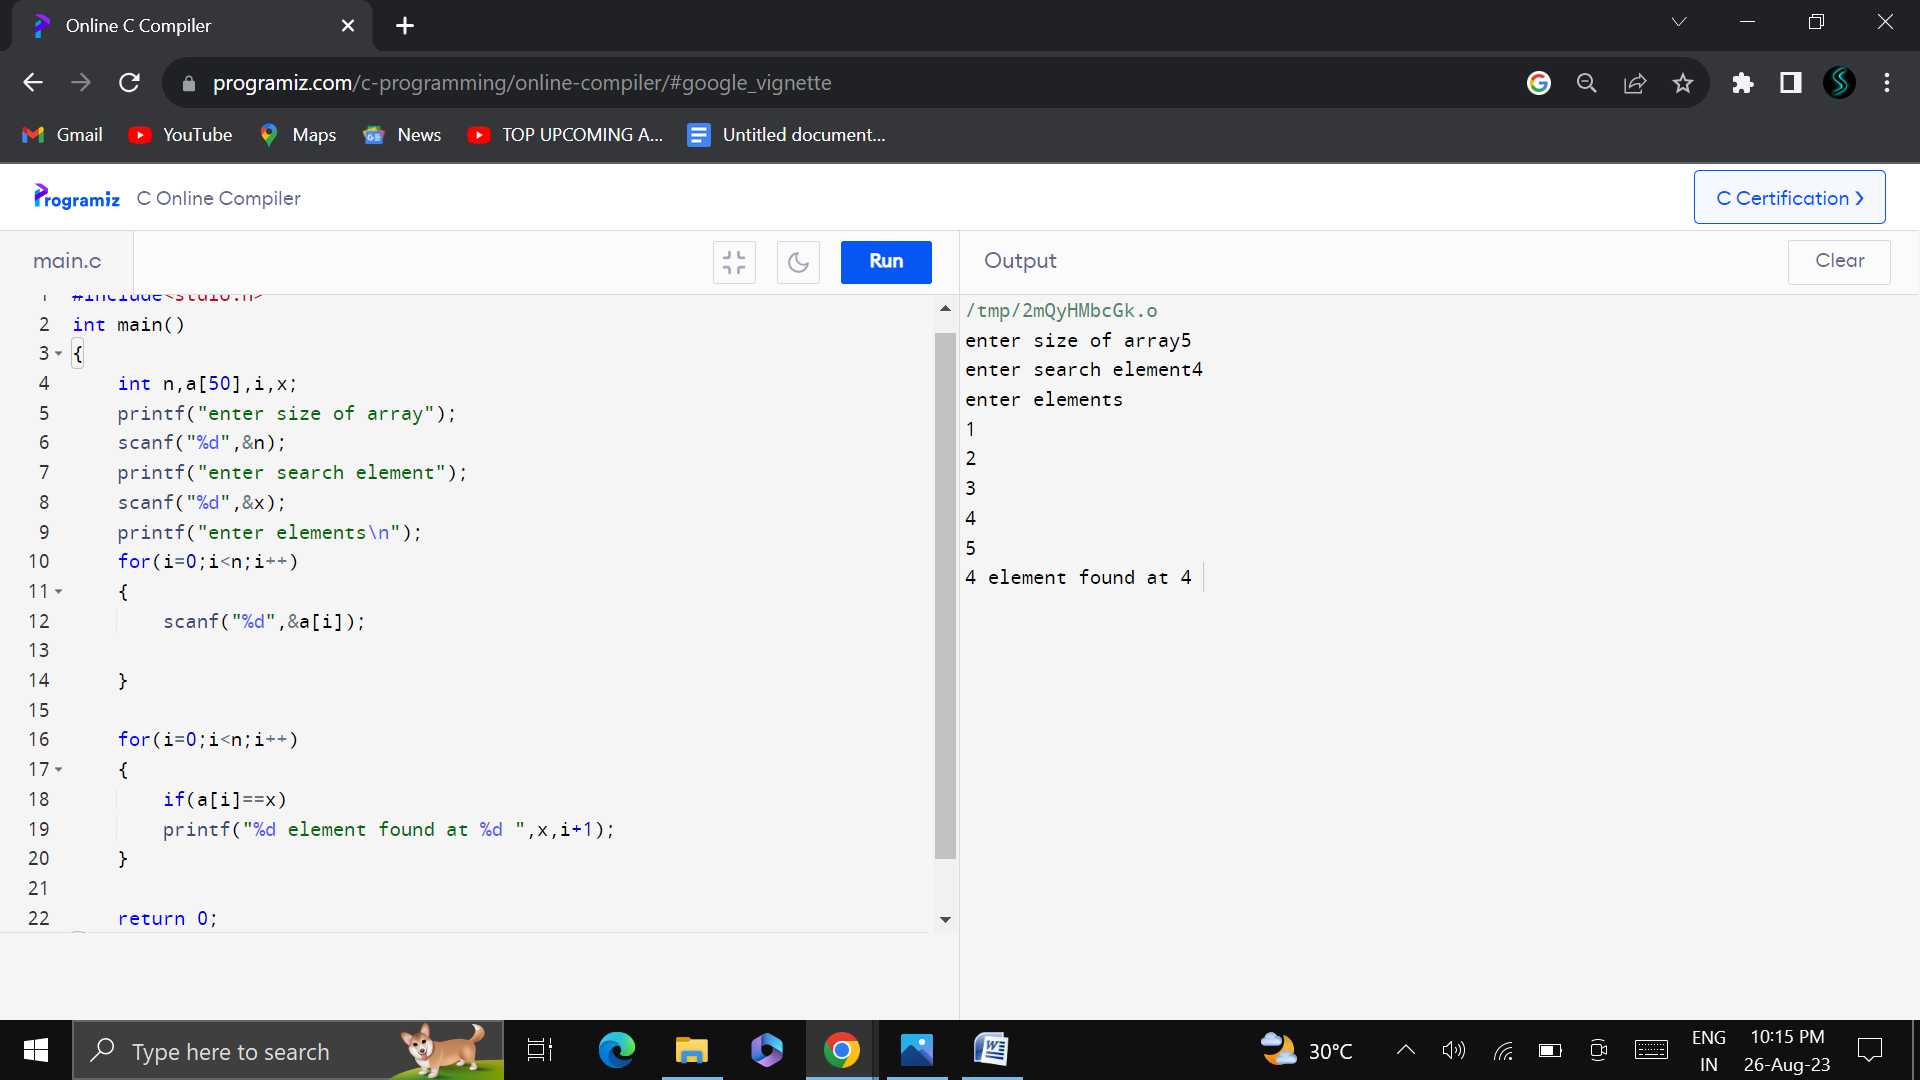 Online C Compiler
programiz.com/c-programming/online-compiler/#google_vignette
Gmail
YouTube
Maps
News
TOP UPCOMING A...
Untitled document...
Programiz
C Online Compiler
C Certification
main.c
Run
Output
Clear
1 #include<stdio.h>
2 int main()
3 {
4 int n,a[50],i,x;
5 printf("enter size of array");
6 scanf("%d",&n);
7 printf("enter search element");
8 scanf("%d",&x);
9 printf("enter elements\n");
10 for(i=0;i<n;i++)
11 {
12 scanf("%d",&a[i]);
13
14 }
15
16 for(i=0;i<n;i++)
17 {
18 if(a[i]==x)
19 printf("%d element found at %d ",x,i+1);
20 }
21
22 return 0;
/tmp/2mQyHMbcGk.o
enter size of array5
enter search element4
enter elements
1
2
3
4
5
4 element found at 4
Type here to search
30°C
ENG
IN
10:15 PM
26-Aug-23